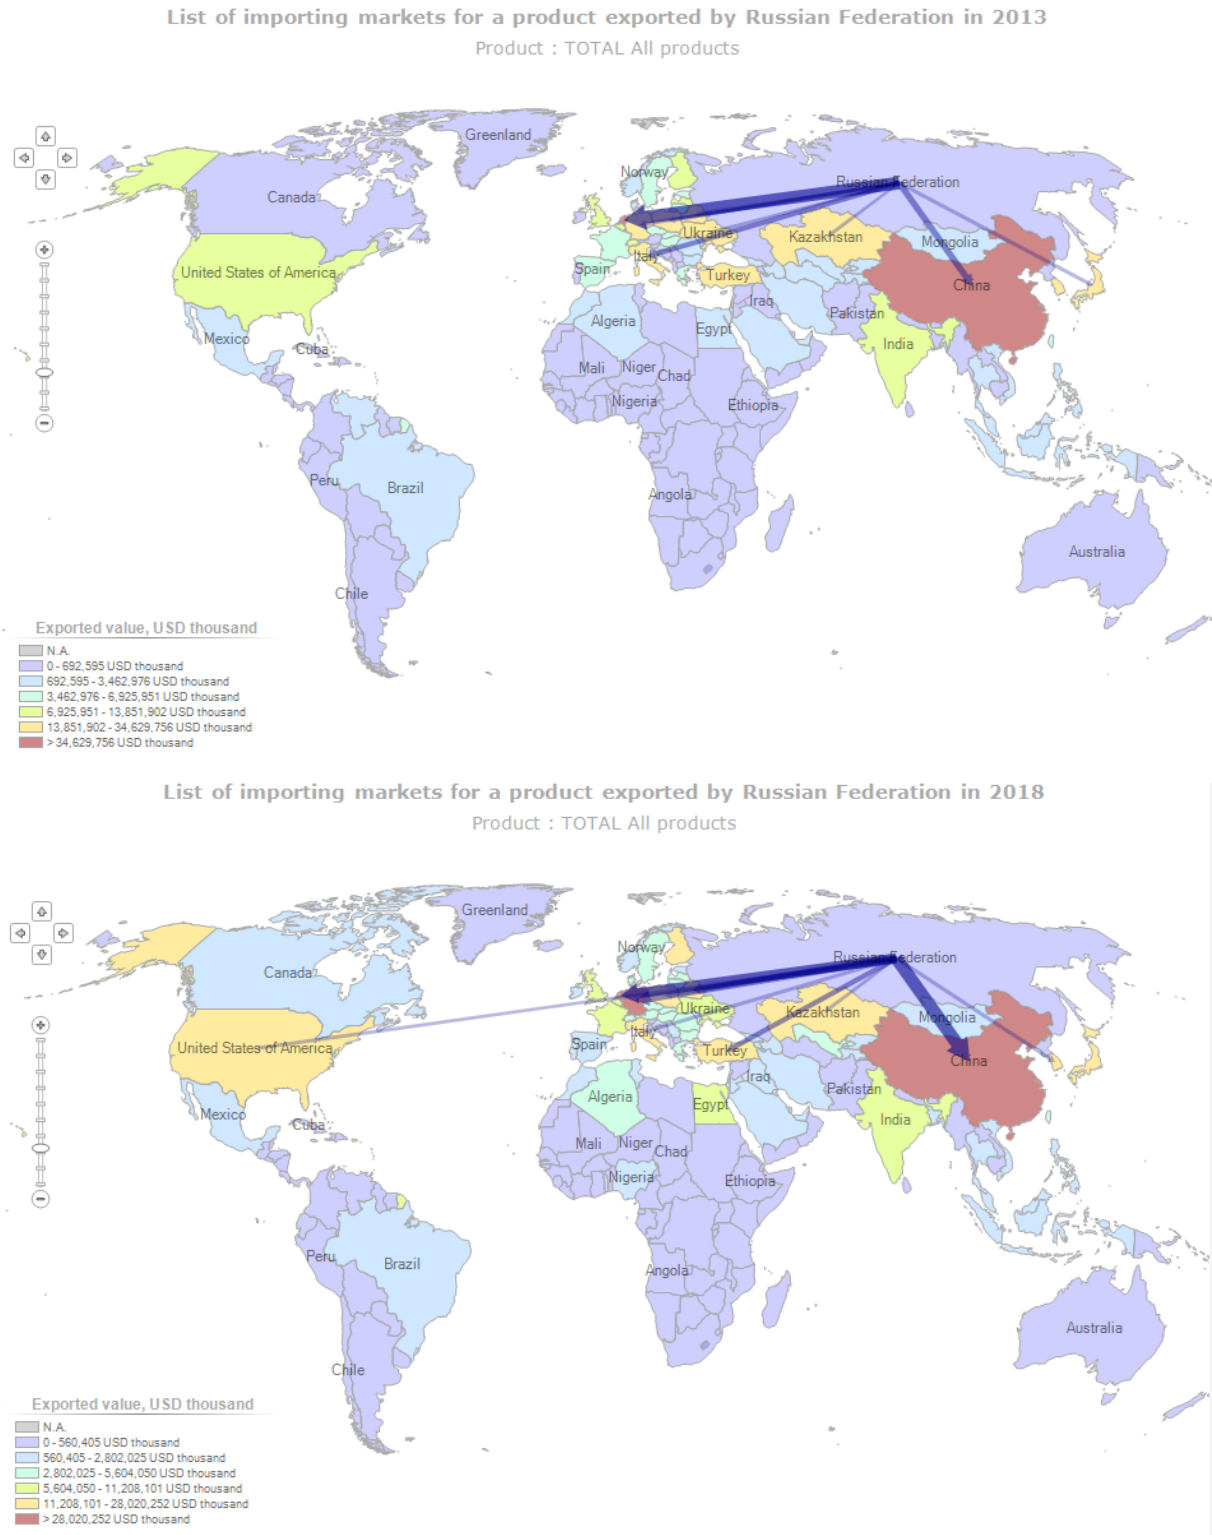 List of importing markets for a product exported by Russian Federation in 2013
Product : TOTAL All products
Greenland
Norway
Russian Federation
Canada
Ukraine
Kazakhstan
Mongolia
Italy
United States of America
Spain
Turkey
China
Iraq
Pakistan
Algeria
Egypt
Mexico
India
Cuba
Mali
Niger
Chad
Nigeria
Ethiopia
Peru
Brazil
Angola
Australia
Chile
Exported value, USD thousand
N.A.
0 - 692,595 USD thousand
692,595 - 3,462,976 USD thousand
3,462,976 - 6,925,951 USD thousand
6,925,951 - 13,851,902 USD thousand
13,851,902 - 34,629,756 USD thousand
> 34,629,756 USD thousand
List of importing markets for a product exported by Russian Federation in 2018
Product : TOTAL All products
Greenland
Norway
Russian Federation
Canada
Ukraine
Kazakhstan
Mongolia
Italy
United States of America
Spain
Turkey
China
Iraq
Pakistan
Algeria
Egypt
Mexico
India
Cuba
Mali
Niger
Chad
Nigeria
Ethiopia
Peru
Brazil
Angola
Australia
Chile
Exported value, USD thousand
N.A.
0 - 560,405 USD thousand
560,405 - 2,802,025 USD thousand
2,802,025 - 5,604,050 USD thousand
5,604,050 - 11,208,101 USD thousand
11,208,101 - 28,020,252 USD thousand
> 28,020,252 USD thousand